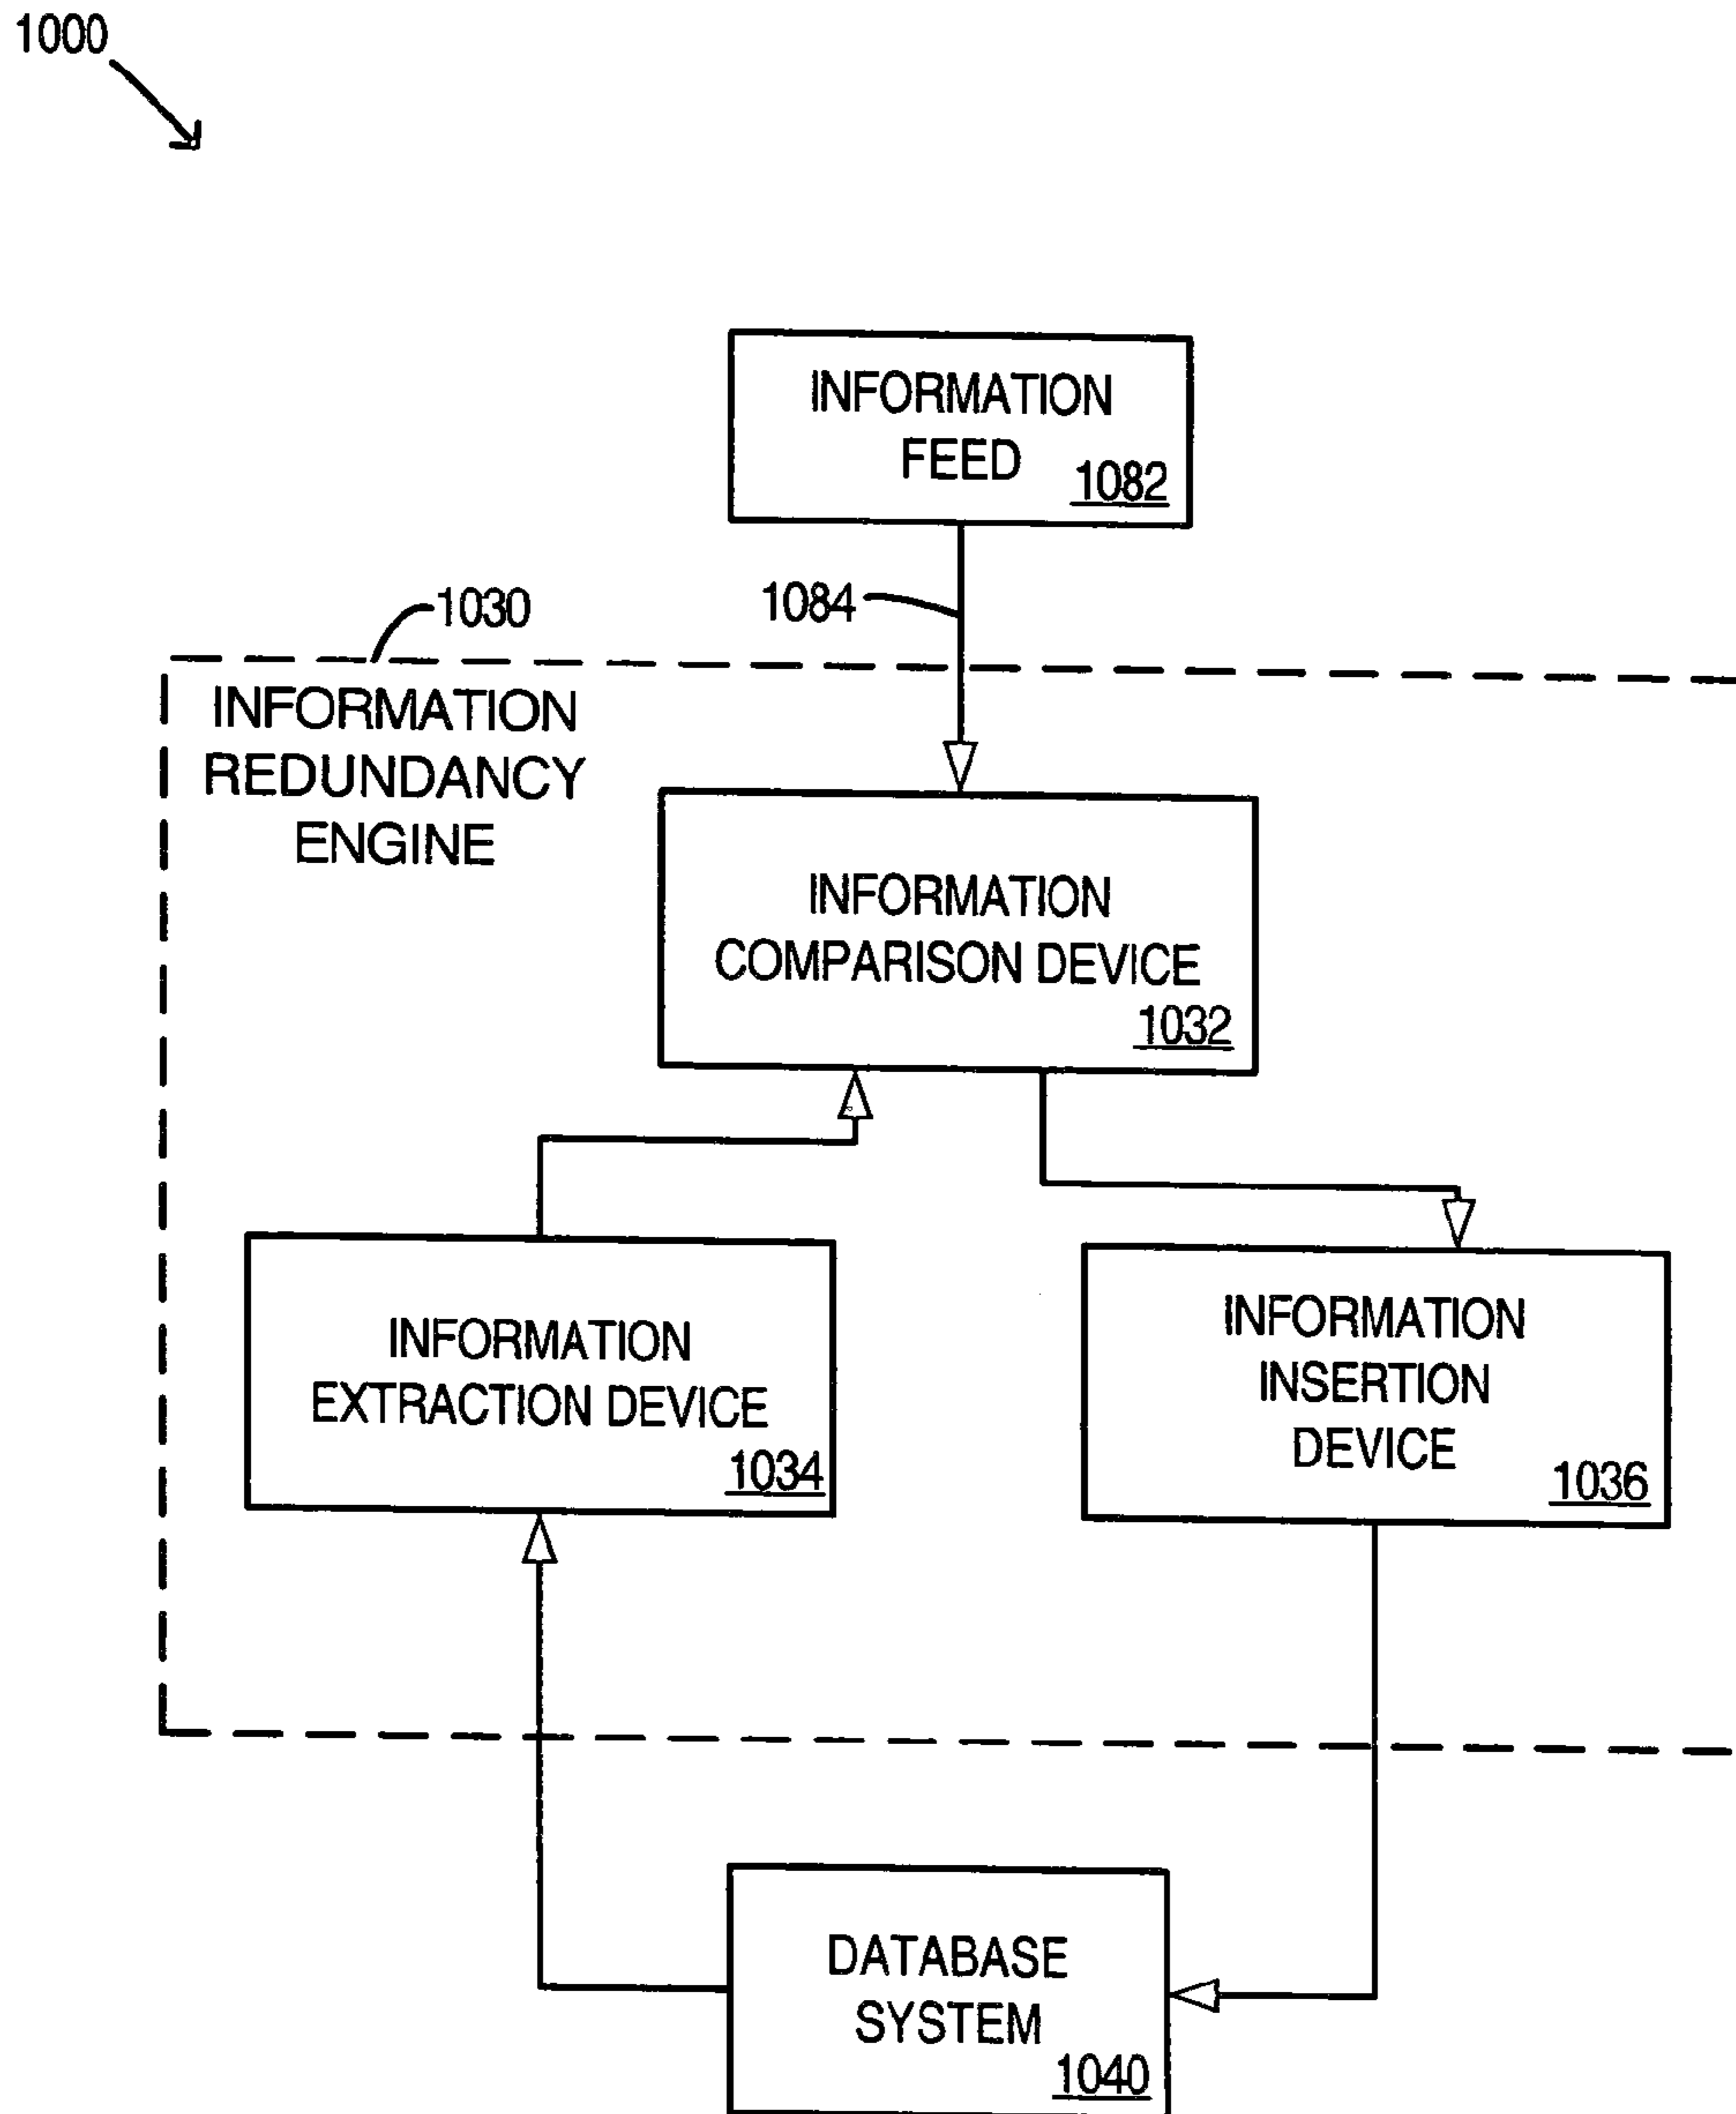 1000
INFORMATION
FEED
1082
1084
1030
INFORMATION
REDUNDANCY
ENGINE
INFORMATION
COMPARISON DEVICE
1032
INFORMATION
EXTRACTION DEVICE
1034
INFORMATION
INSERTION
DEVICE
1036
DATABASE
SYSTEM
1040